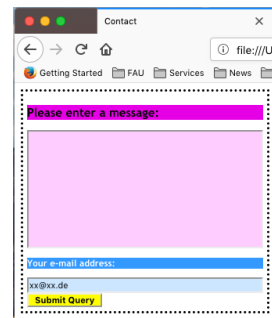 Contact
file:///U
Getting Started FAU Services News
Please enter a message:
Your e-mail address:
xx@xx.de
Submit Query